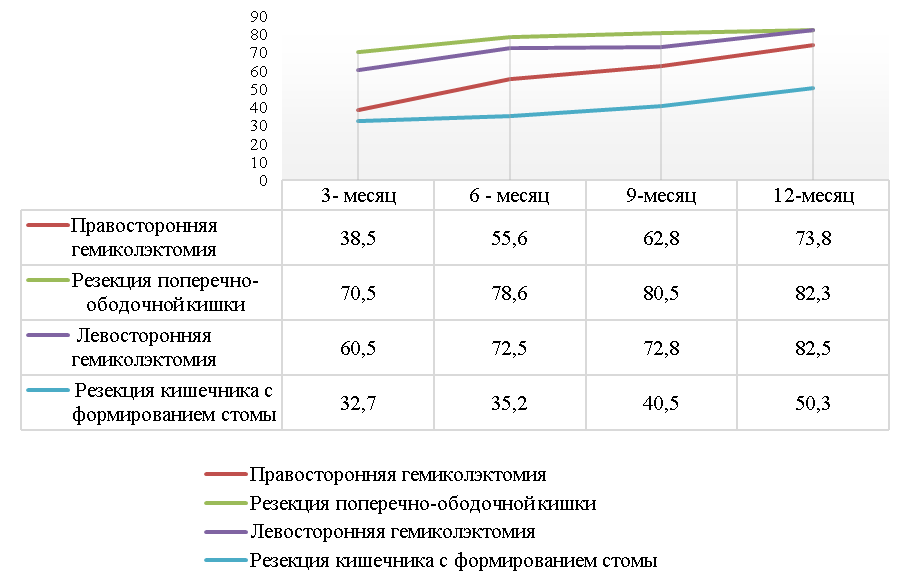 90
80
70
60
50
40
30
20
10
0
3- месяц 6 - месяц 9-месяц 12-месяц
Правосторонняя
гемиколэктомия
38,5 55,6 62,8 73,8
Резекция поперечно-
ободочной кишки
70,5 78,6 80,5 82,3
Левосторонняя
гемиколэктомия
60,5 72,5 72,8 82,5
Резекция кишечника с
формированием стомы
32,7 35,2 40,5 50,3
Правосторонняя гемиколэктомия
Резекция поперечно-ободочной кишки
Левосторонняя гемиколэктомия
Резекция кишечника с формированием стомы